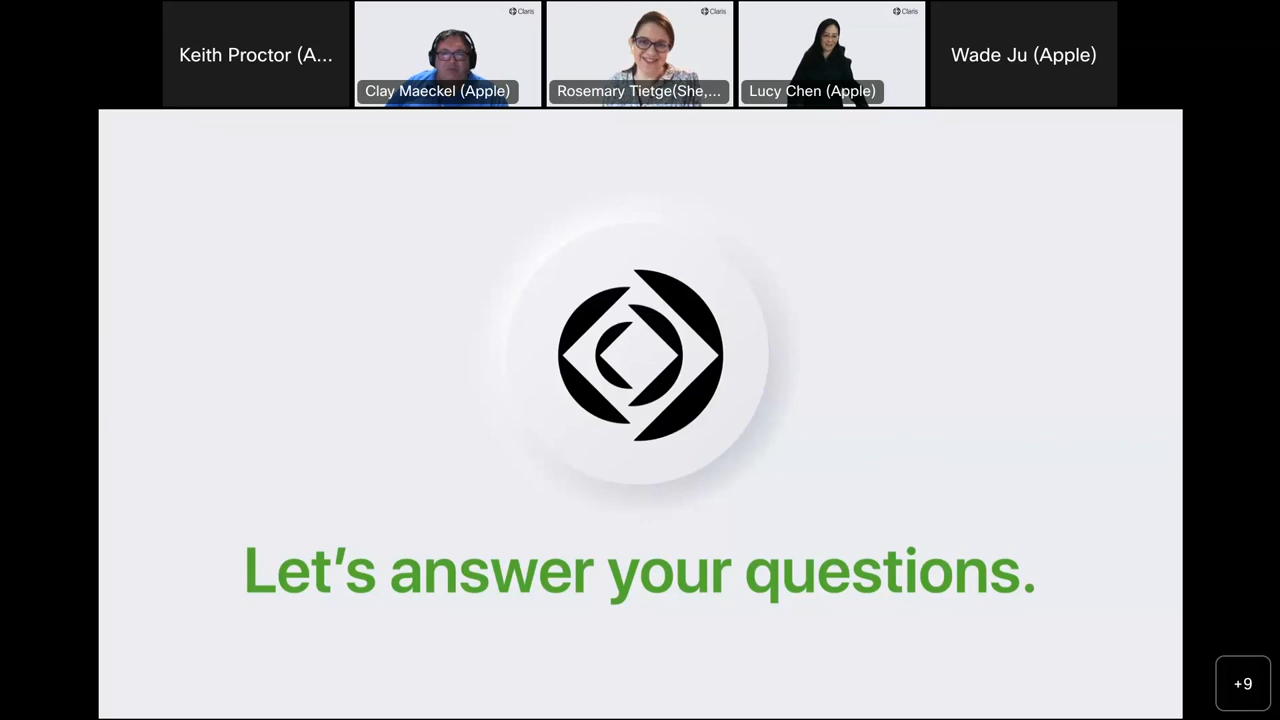 Keith Proctor (A...
Claris
Clay Maeckel (Apple)
Claris
Rosemary Tietge(She,...
Claris
Lucy Chen (Apple)
Wade Ju (Apple)
Let’s answer your questions.
+9